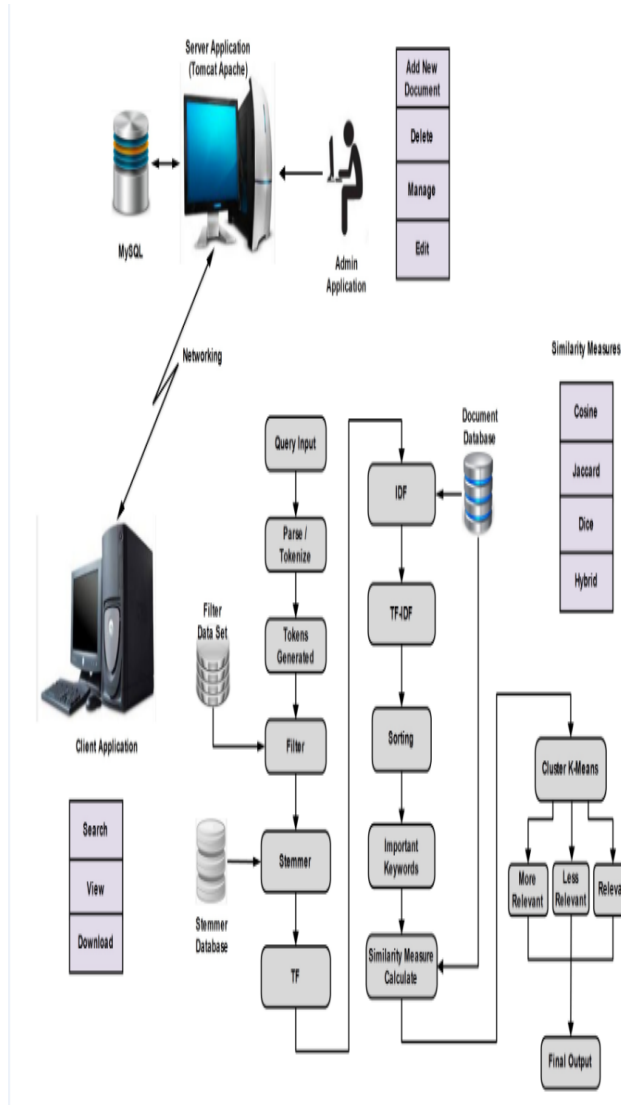 Server Application
(Tomcat Apache)
MySQL
Admin
Application
Add New
Document
Delete
Manage
Edit
Networking
Client Application
Search
View
Download
Similarity Measures
Cosine
Jaccard
Dice
Hybrid
Query Input
Parse /
Tokenize
Tokens
Generated
Filter
Data Set
Filter
Stemmer
Stemmer
Database
TF
Document
Database
IDF
TF-IDF
Sorting
Important
Keywords
Similarity Measure
Calculate
Cluster K-Means
More
Relevant
Less
Relevant
Releva
Final Output